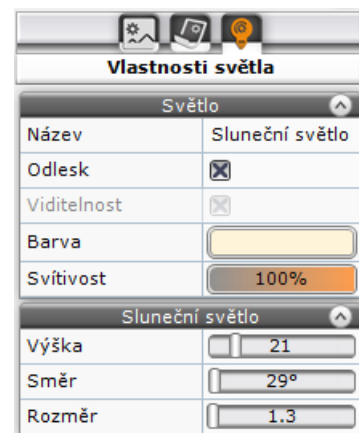 Vlastnosti světla
Světlo
Název Sluneční světlo
Odlesk
Viditelnost
Barva
Svítivost 100%
Sluneční světlo
Výška 21
Směr 29°
Rozměr 1.3